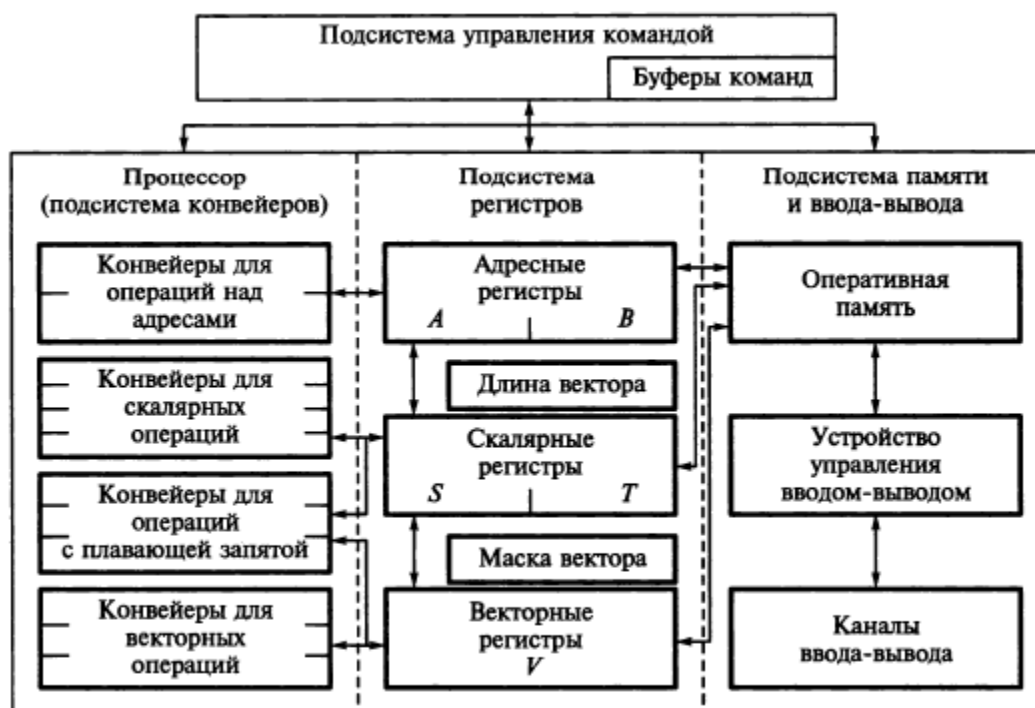 Подсистема управления командой
Буферы команд
Процессор
(подсистема конвейеров)
Подсистема
регистров
Подсистема памяти
и ввода-вывода
Конвейеры для
операций над
адресами
Адресные
регистры
A B
Оперативная
память
Конвейеры для
скалярных
операций
Длина вектора
Скалярные
регистры
S T
Устройство
управления
вводом-выводом
Конвейеры для
операций
с плавающей запятой
Маска вектора
Конвейеры для
векторных
операций
Векторные
регистры
V
Каналы
ввода-вывода